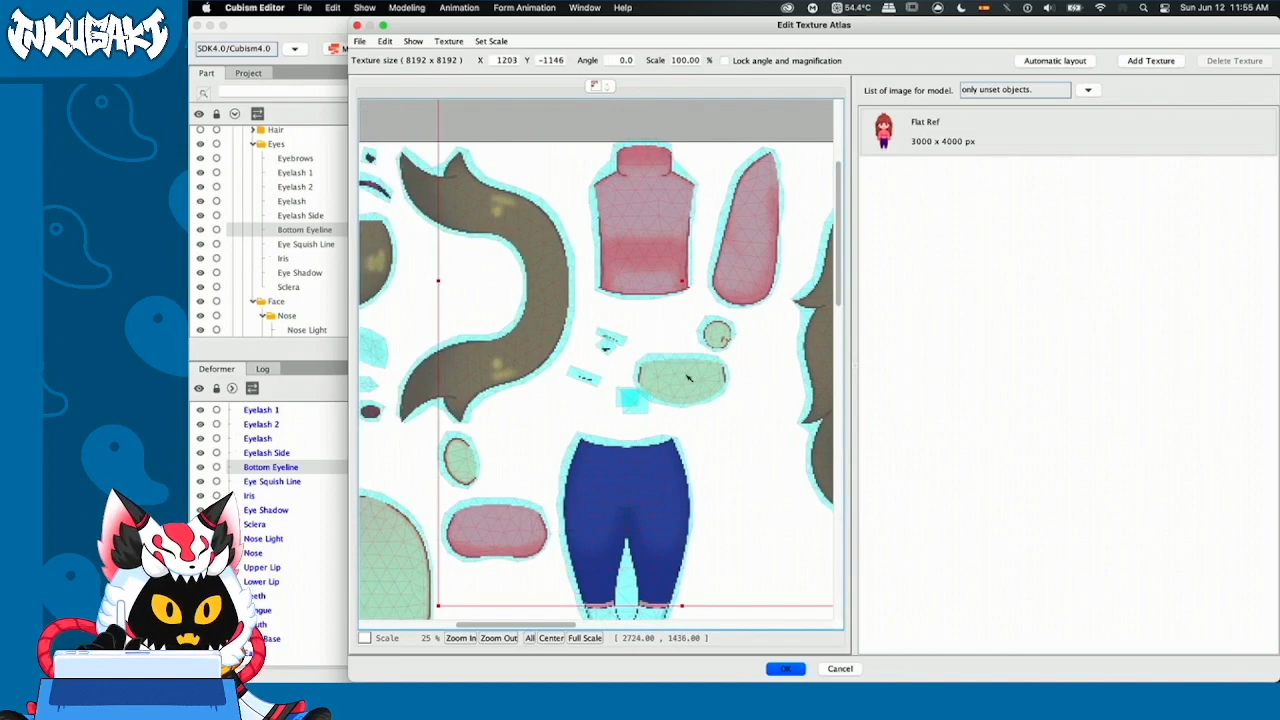 INKUBAKI
Cubism Editor File Edit Show Modeling Animation Form Animation Window Help 54.4°C Sun Jun 12 11:55 AM
Edit Texture Atlas
SDK4.0/Cubism4.0
File Edit Show Texture Set Scale
Texture size ( 8192 x 8192 ) X 1203 Y -1146 Angle 0.0 Scale 100.00 % Lock angle and magnification Automatic layout Add Texture Delete Texture
Part Project
List of image for model. only unset objects.
Flat Ref
3000 x 4000 px
Hair
Eyes
Eyebrows
Eyelash 1
Eyelash 2
Eyelash
Eyelash Side
Bottom Eyeline
Eye Squish Line
Iris
Eye Shadow
Sclera
Face
Nose
Nose Light
Deformer Log
Eyelash 1
Eyelash 2
Eyelash
Eyelash Side
Bottom Eyeline
Eye Squish Line
Iris
Eye Shadow
Sclera
Nose Light
Nose
Upper Lip
Lower Lip
Base
Scale 25 % Zoom In Zoom Out All Center Full Scale [ 2724.00 , 1436.00 ]
OK Cancel